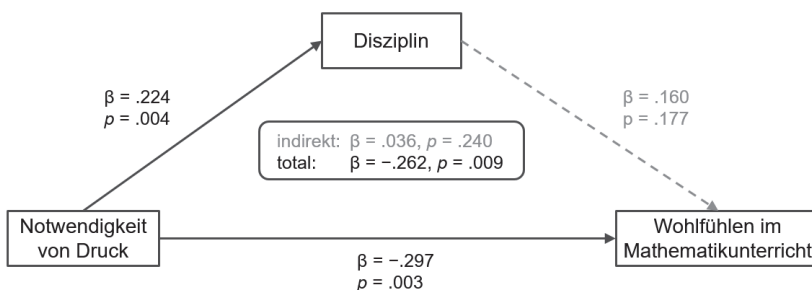 Disziplin
β = .224
p = .004
β = .160
p = .177
indirekt: β = .036, p = .240
total: β = −.262, p = .009
Notwendigkeit
von Druck
Wohlfühlen im
Mathematikunterricht
β = −.297
p = .003